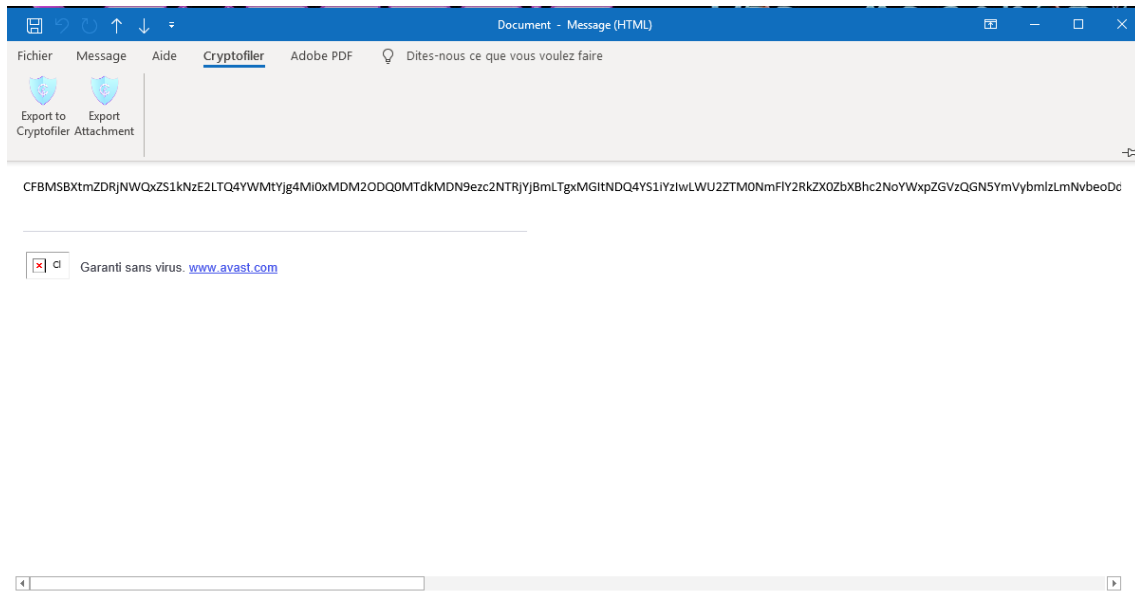 Document - Message (HTML)
Fichier Message Aide Cryptofiler Adobe PDF Dites-nous ce que vous voulez faire
Export to Cryptofiler
Export Attachment
CFBMSBXtmZDRjNWQxZS1kNzE2LTQ4YWMtYjg4Mi0xMDM2ODQ0MTdkMDN9ezc2NTRjYjBmLTgxMGItNDQ4YS1iYzIwLWU2ZTM0NmFlY2RkZX0ZbXBhc2NoYWxpZGVzQGN5YmVybmlzLmNvbeoDd
Garanti sans virus. www.avast.com